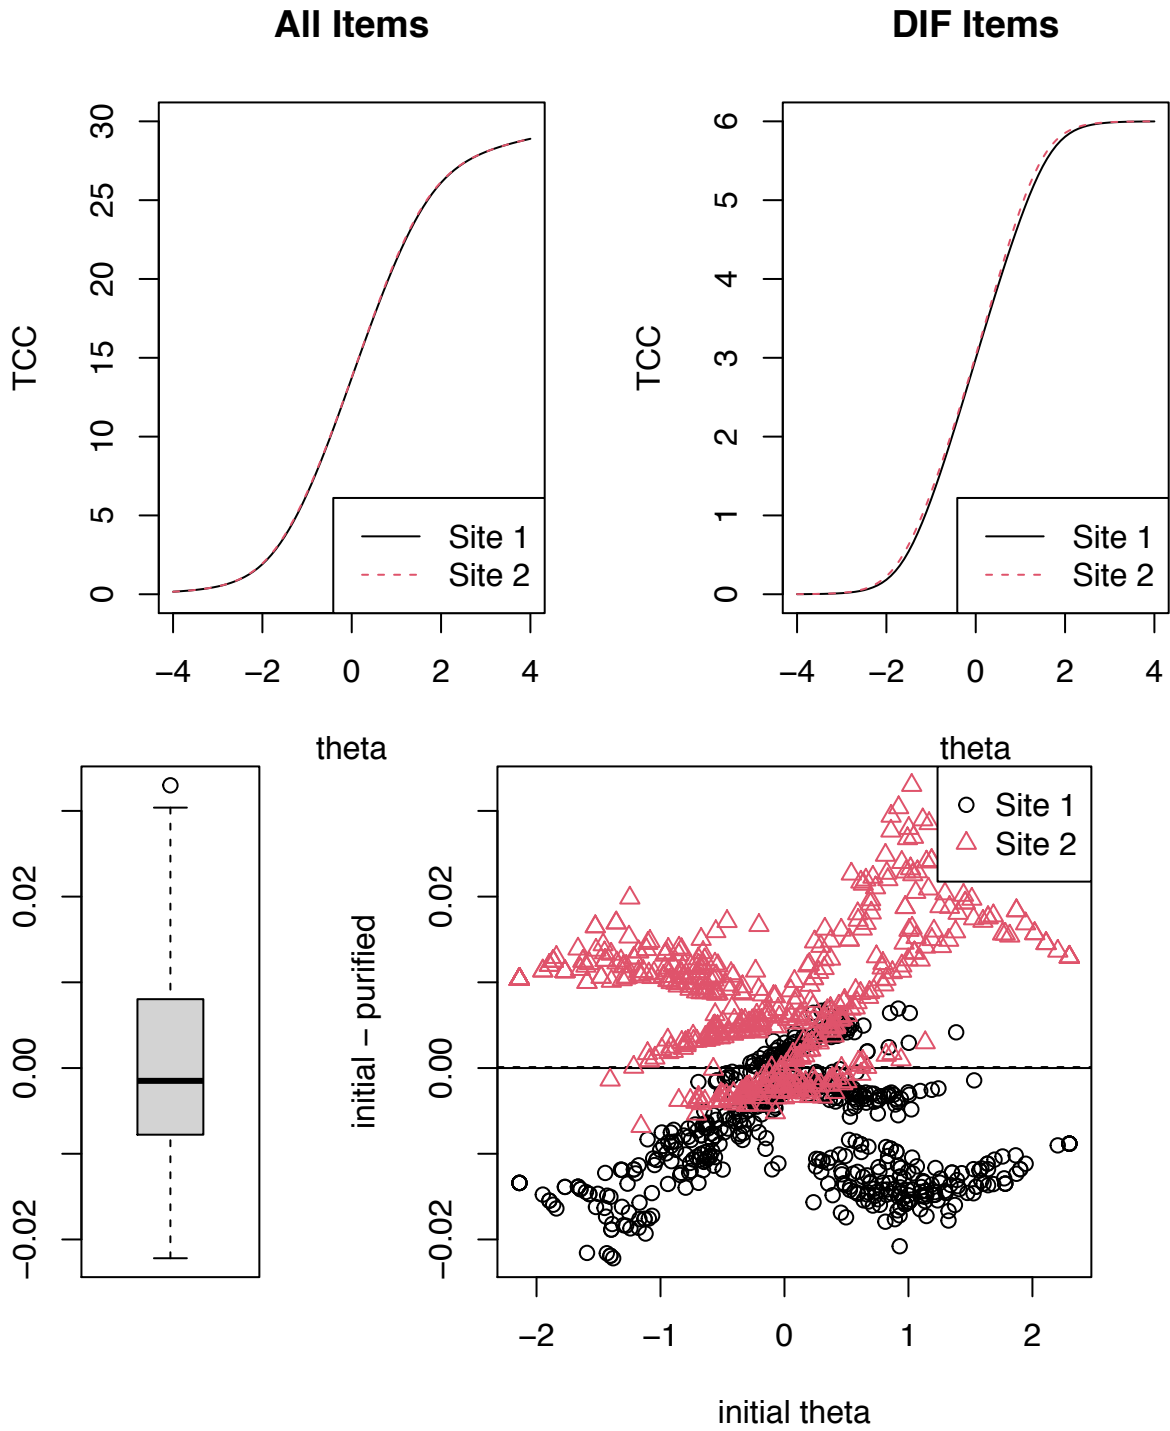 All Items
DIF Items
TCC
30
25
20
15
10
5
0
Site 1
Site 2
−4
−2
0
2
4
theta
TCC
6
5
4
3
2
1
0
Site 1
Site 2
−4
−2
0
2
4
theta
0.02
0.00
−0.02
initial − purified
0.02
0.00
−0.02
Site 1
Site 2
−2
−1
0
1
2
initial theta